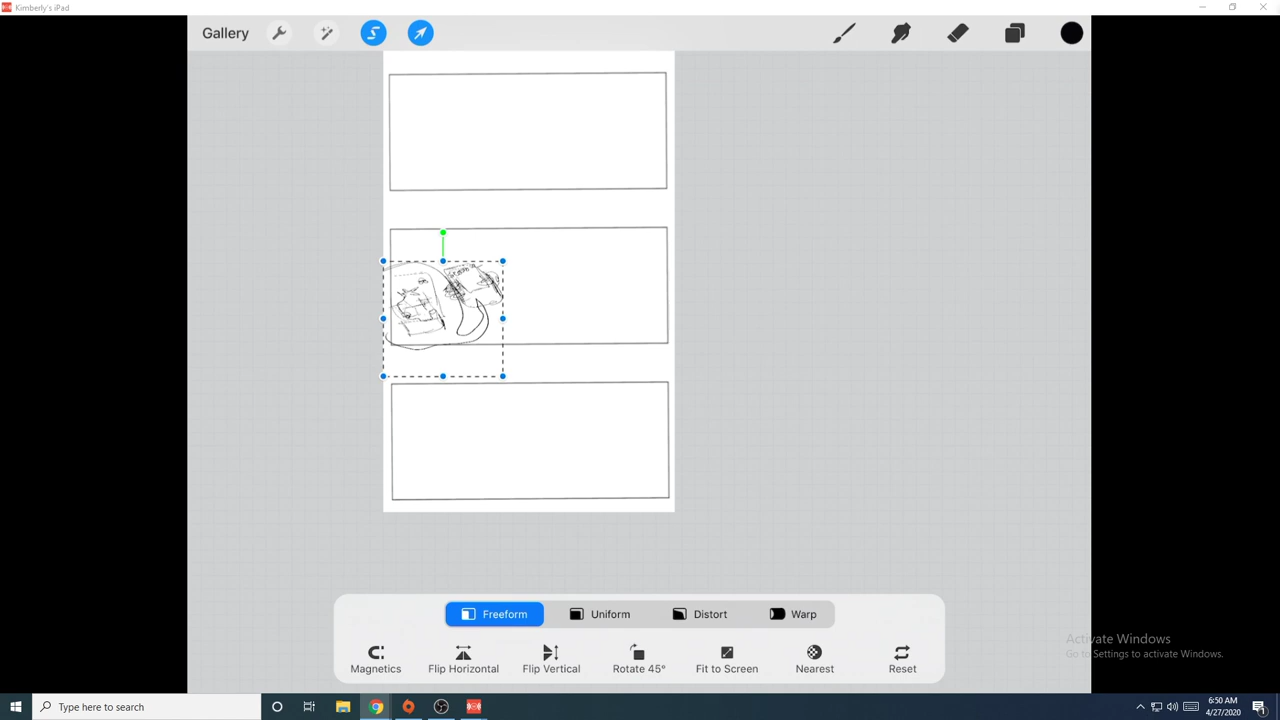 Kimberly's iPad
Gallery
Freeform
Uniform
Distort
Warp
Magnetics
Flip Horizontal
Flip Vertical
Rotate 45°
Fit to Screen
Nearest
Reset
Activate Windows
Go to Settings to activate Windows.
Type here to search
6:50 AM
4/27/2020
1